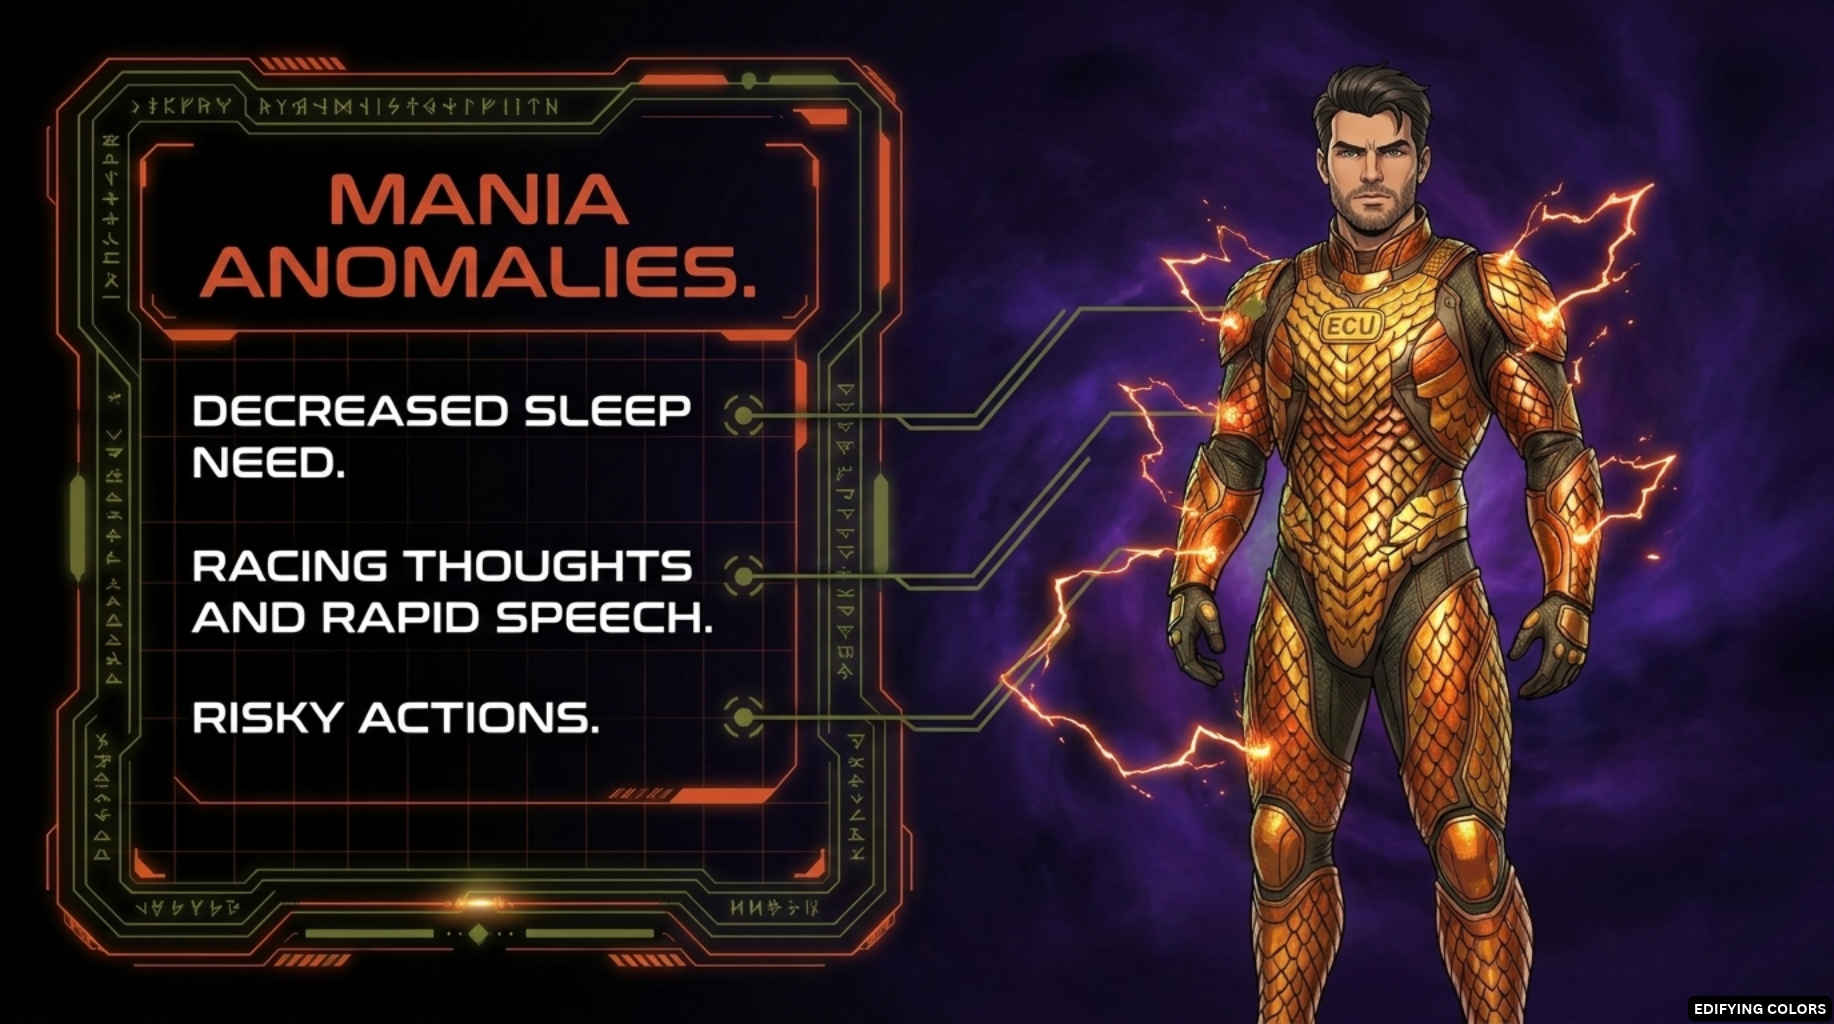 MANIA
ANOMALIES.
DECREASED SLEEP
NEED.
RACING THOUGHTS
AND RAPID SPEECH.
RISKY ACTIONS.
ECU
EDIFYING COLORS